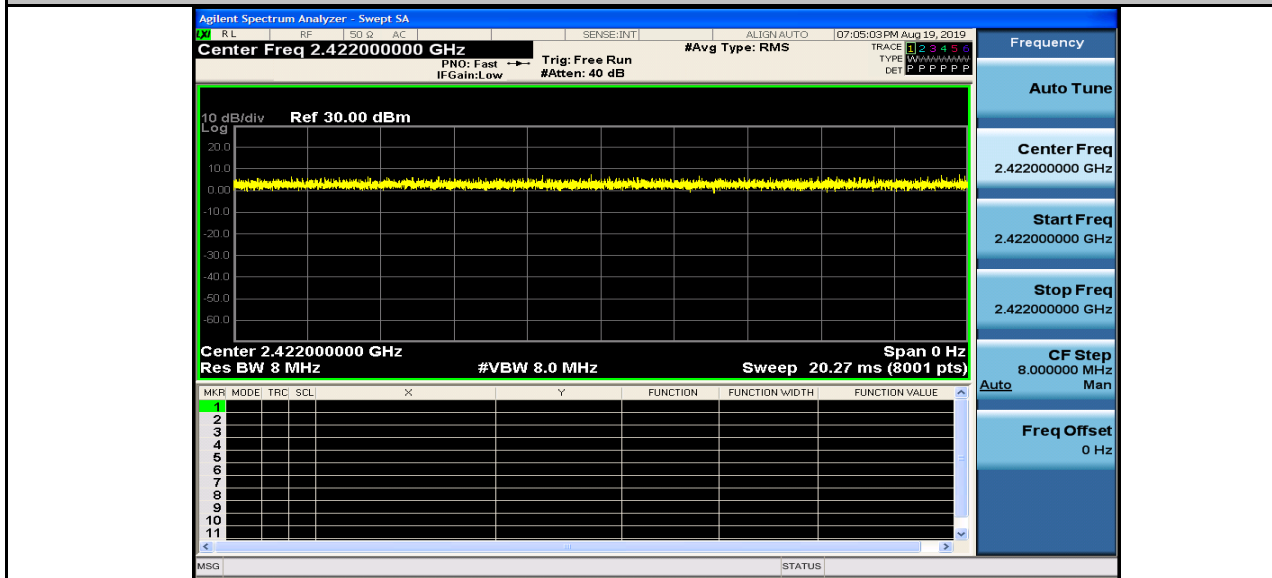 Agilent Spectrum Analyzer - Swept SA
LXI RL RF 50 Ω AC SENSE:INT ALIGN AUTO 07:05:03 PM Aug 19, 2019
Center Freq 2.422000000 GHz
PNO: Fast
IFGain:Low
Trig: Free Run
#Atten: 40 dB
#Avg Type: RMS
TRACE 1 2 3 4 5 6
TYPE
DET P P P P P P
10 dB/div Ref 30.00 dBm
Log
20.0
10.0
0.00
-10.0
-20.0
-30.0
-40.0
-50.0
-60.0
Center 2.422000000 GHz Span 0 Hz
Res BW 8 MHz #VBW 8.0 MHz Sweep 20.27 ms (8001 pts)
MKR MODE TRC SCL X Y FUNCTION FUNCTION WIDTH FUNCTION VALUE
1
2
3
4
5
6
7
8
9
10
11
MSG STATUS
Frequency
Auto Tune
Center Freq
2.422000000 GHz
Start Freq
2.422000000 GHz
Stop Freq
2.422000000 GHz
CF Step
8.000000 MHz
Auto Man
Freq Offset
0 Hz